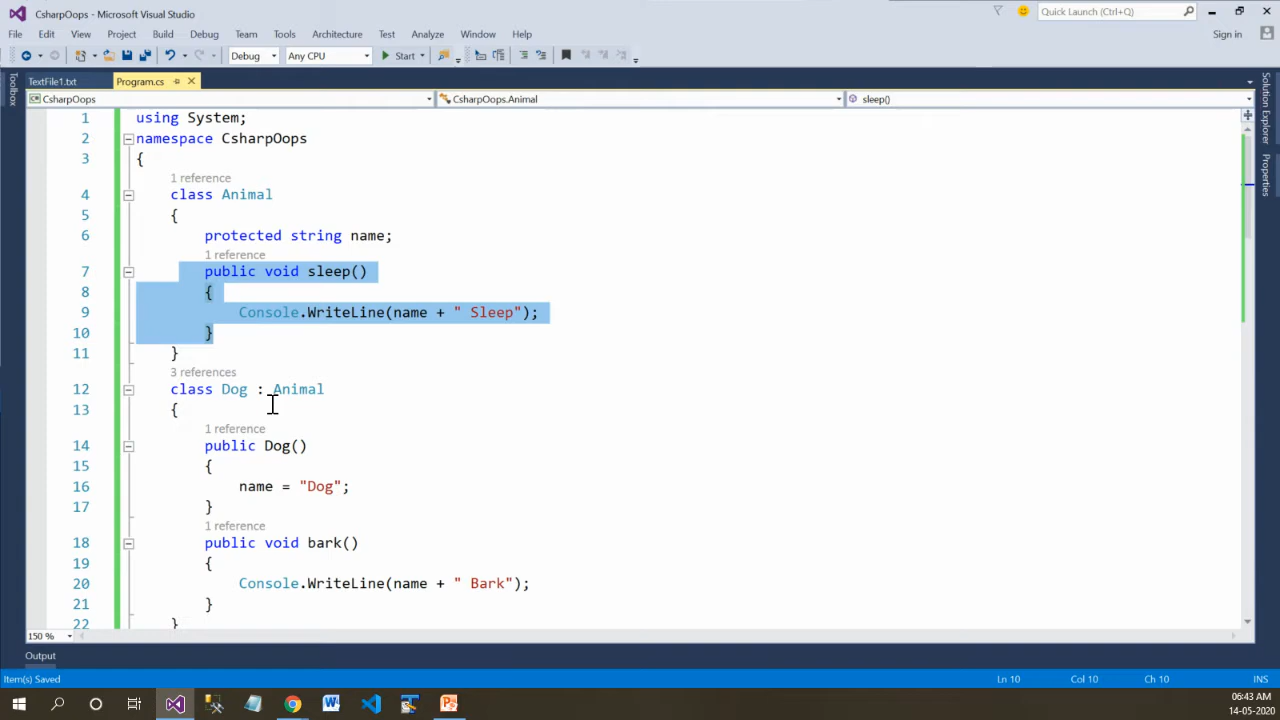 CsharpOops - Microsoft Visual Studio
Quick Launch (Ctrl+Q)
File Edit View Project Build Debug Team Tools Architecture Test Analyze Window Help
Sign in
Debug Any CPU Start
TextFile1.txt Program.cs
CsharpOops CsharpOops.Animal sleep()
Toolbox
Solution Explorer
Properties
1 using System;
2 namespace CsharpOops
3 {
1 reference
4 class Animal
5 {
6 protected string name;
1 reference
7 public void sleep()
8 {
9 Console.WriteLine(name + " Sleep");
10 }
11 }
3 references
12 class Dog : Animal
13 {
1 reference
14 public Dog()
15 {
16 name = "Dog";
17 }
1 reference
18 public void bark()
19 {
20 Console.WriteLine(name + " Bark");
21 }
22 }
150 %
Output
Item(s) Saved Ln 10 Col 10 Ch 10 INS
06:43 AM
14-05-2020